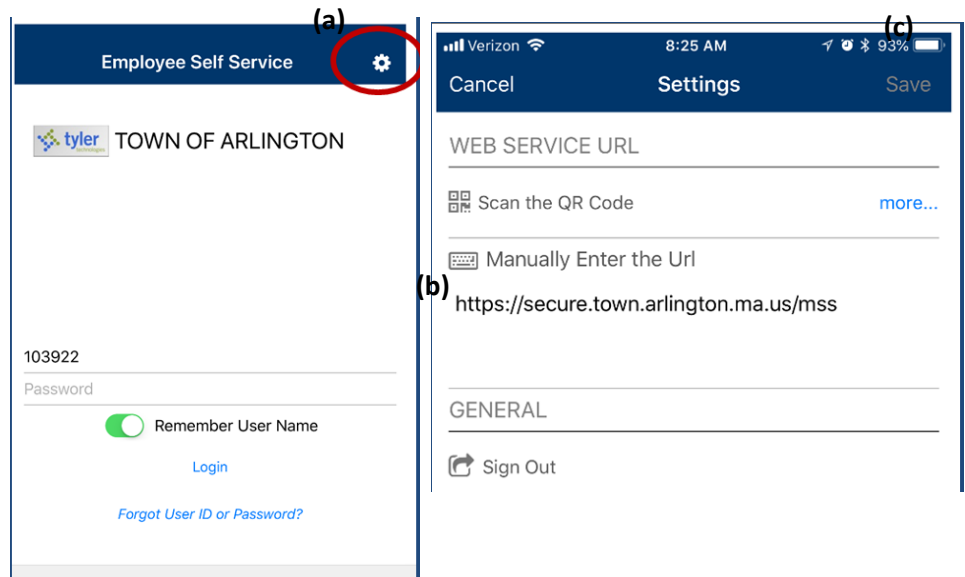 (a)
Employee Self Service
tyler
technologies
TOWN OF ARLINGTON
103922
Password
Remember User Name
Login
Forgot User ID or Password?
(c)
Verizon 8:25 AM 93%
Cancel Settings Save
WEB SERVICE URL
Scan the QR Code more...
Manually Enter the Url
(b)
https://secure.town.arlington.ma.us/mss
GENERAL
Sign Out